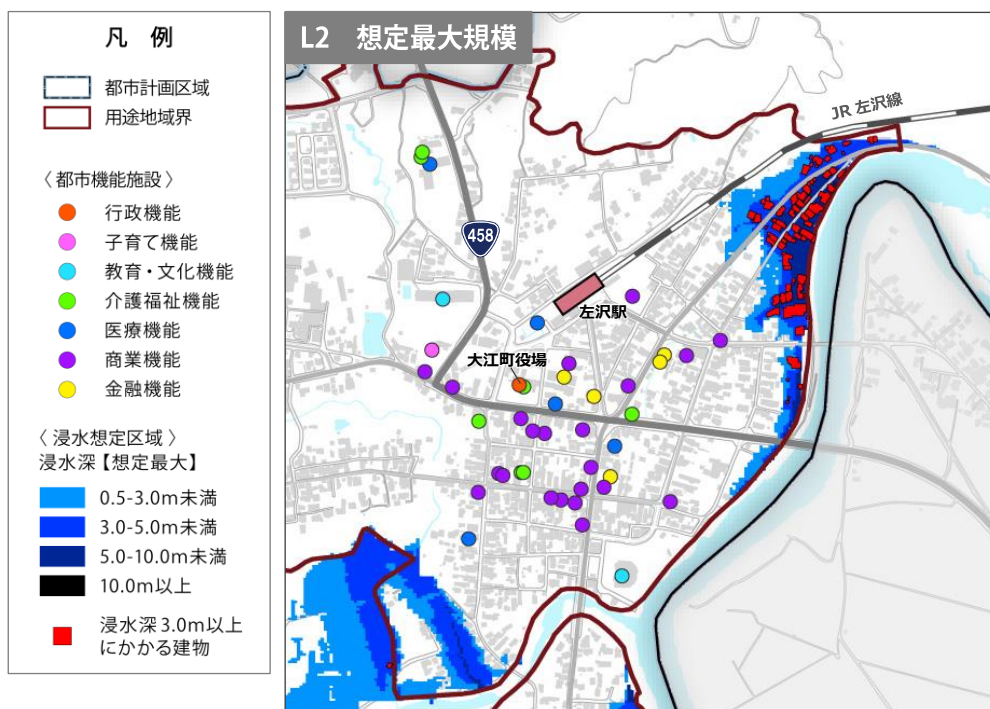 凡 例
都市計画区域
用途地域界
〈 都市機能施設 〉
行政機能
子育て機能
教育・文化機能
介護福祉機能
医療機能
商業機能
金融機能
〈 浸水想定区域 〉
浸水深【想定最大】
0.5-3.0m未満
3.0-5.0m未満
5.0-10.0m未満
10.0m以上
浸水深3.0m以上
にかかる建物
L2 想定最大規模
JR 左沢線
458
左沢駅
大江町役場